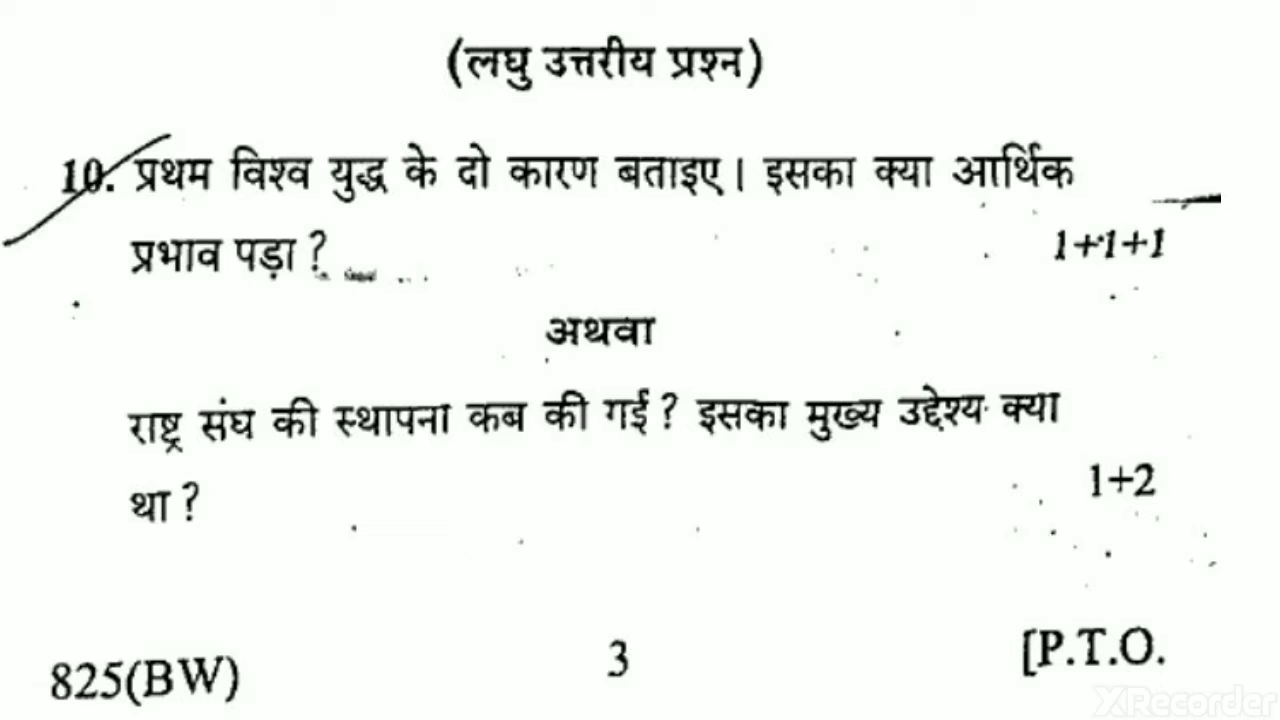 (लघु उत्तरीय प्रश्न)
10. प्रथम विश्व युद्ध के दो कारण बताइए। इसका क्या आर्थिक
प्रभाव पड़ा ? 1+1+1
अथवा
राष्ट्र संघ की स्थापना कब की गई ? इसका मुख्य उद्देश्य क्या
था ? 1+2
825(BW) 3 [P.T.O.
XRecorder